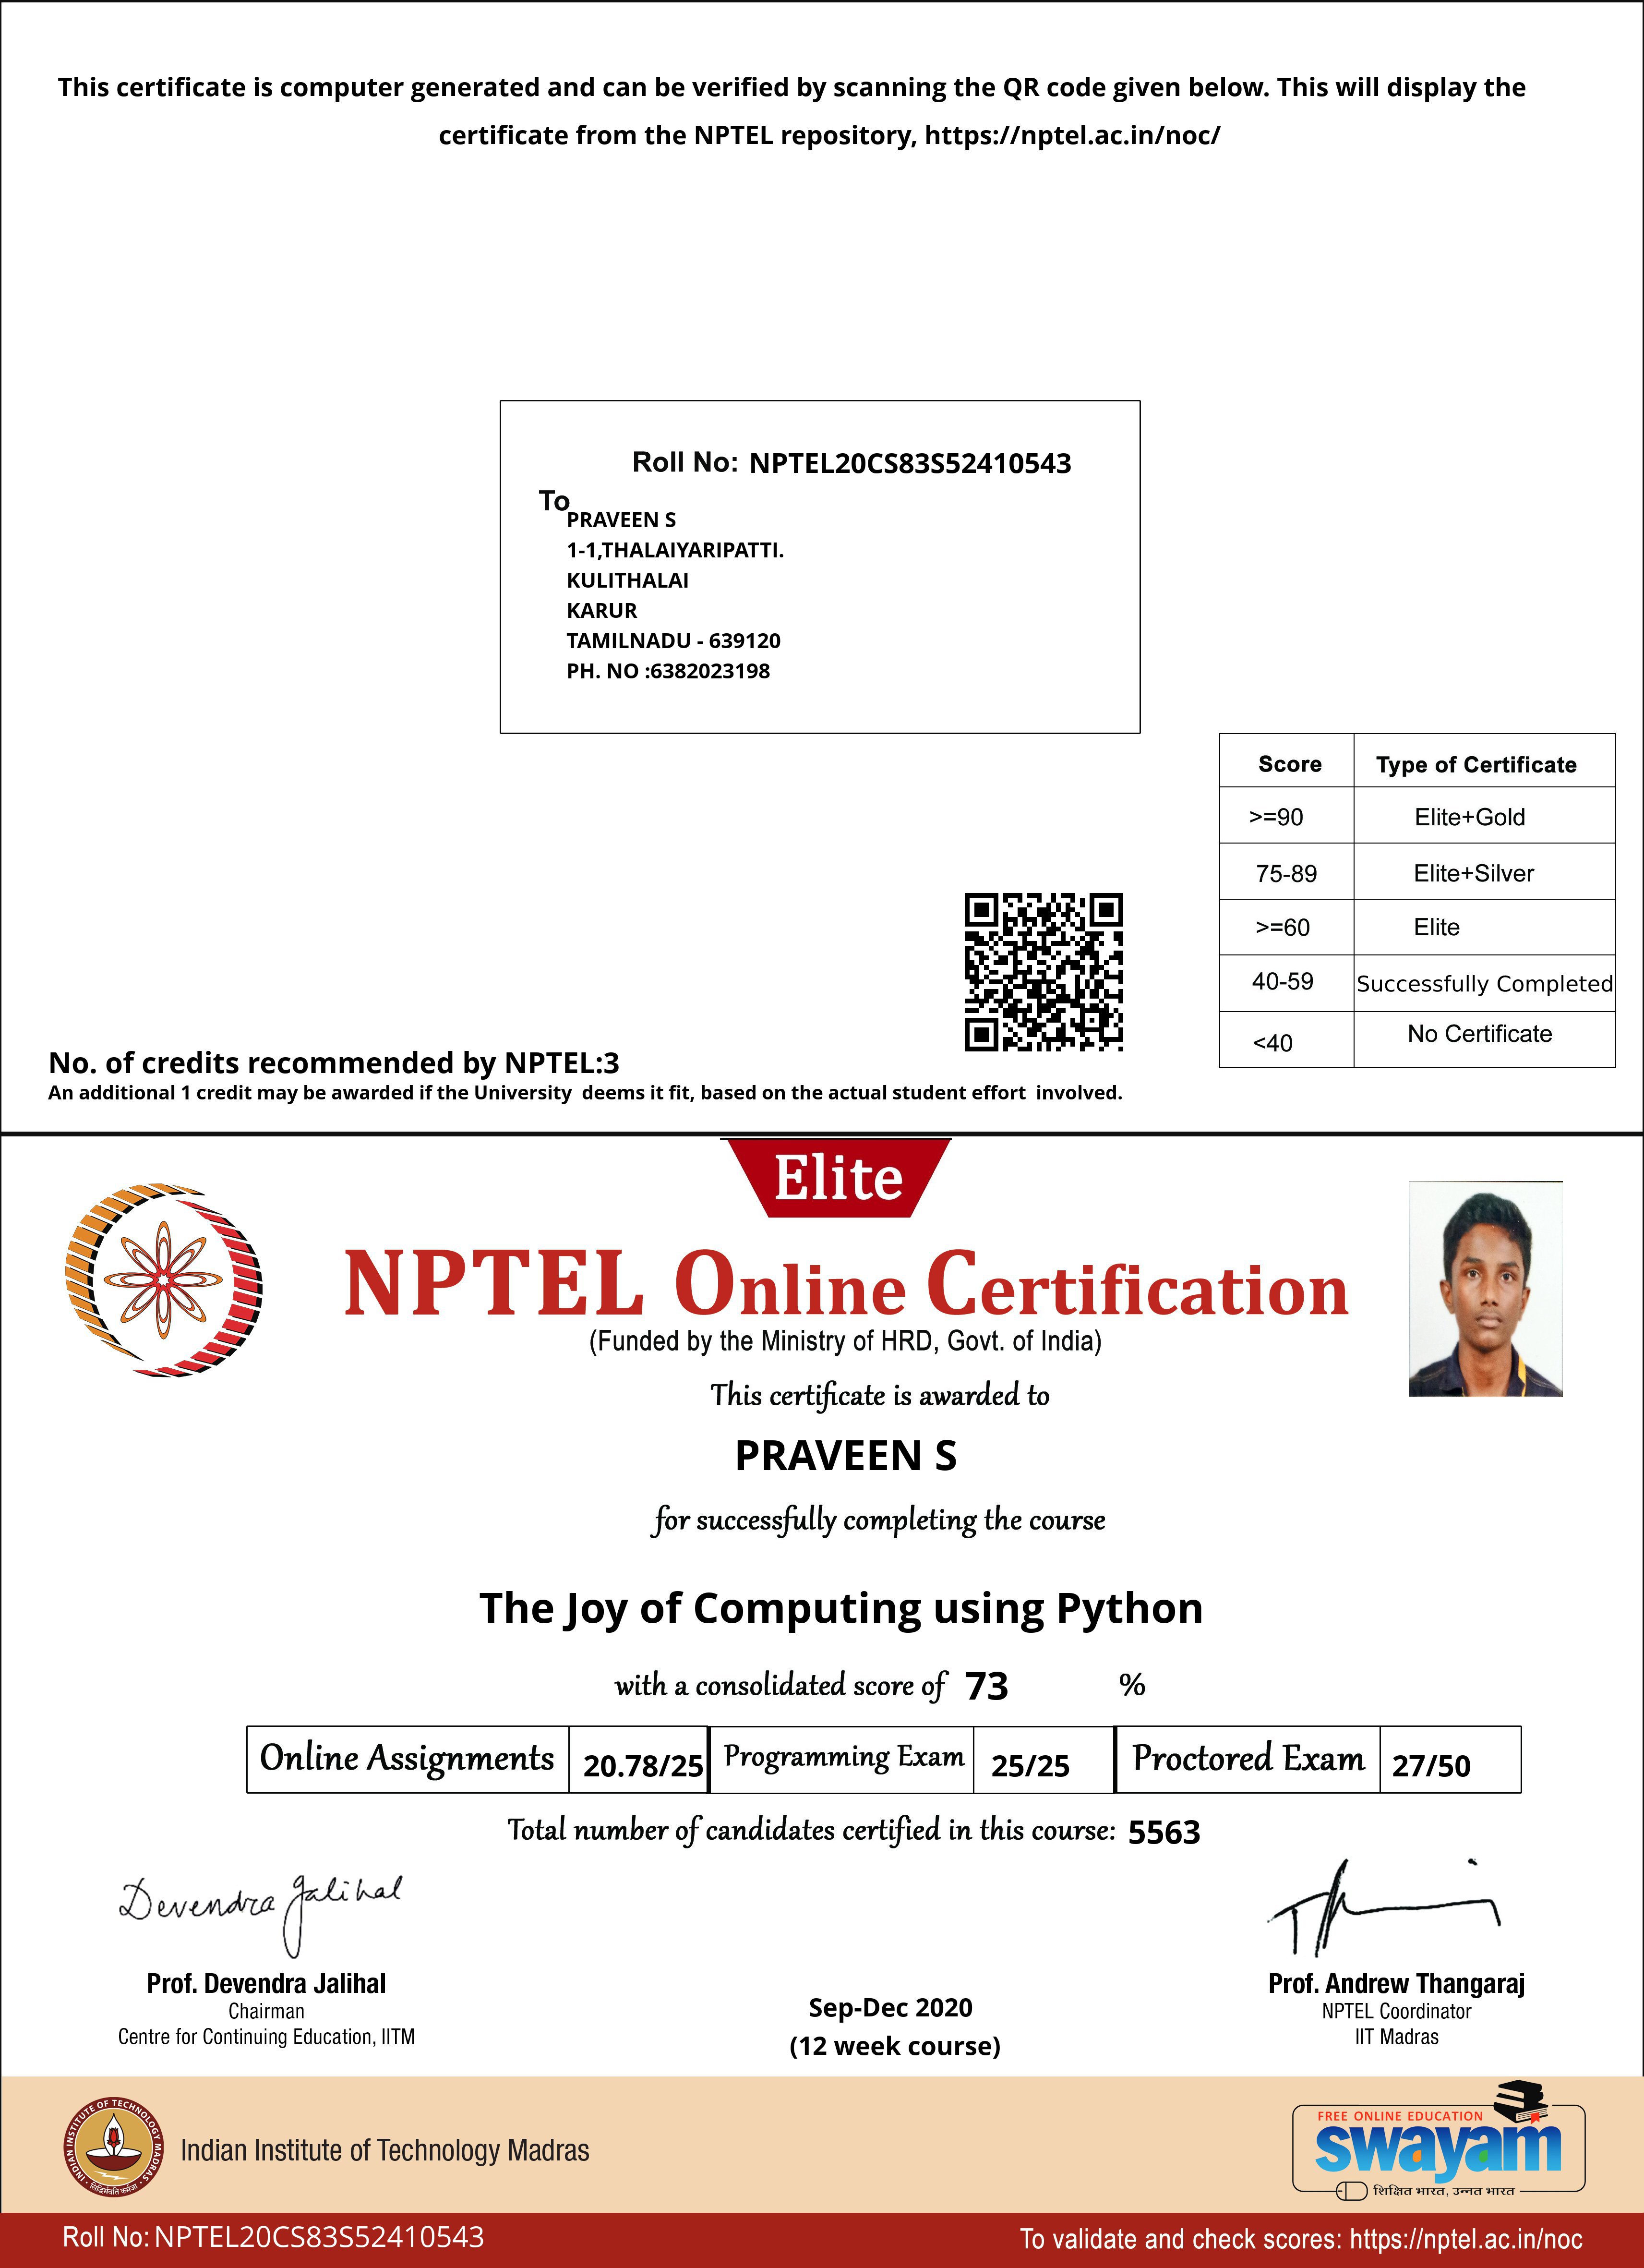 This certificate is computer generated and can be verified by scanning the QR code given below. This will display the
certificate from the NPTEL repository, https://nptel.ac.in/noc/
Roll No: NPTEL20CS83S52410543
To
PRAVEEN S
1-1,THALAIYARIPATTI.
KULITHALAI
KARUR
TAMILNADU - 639120
PH. NO :6382023198
Score Type of Certificate
>=90 Elite+Gold
75-89 Elite+Silver
>=60 Elite
40-59 Successfully Completed
<40 No Certificate
No. of credits recommended by NPTEL:3
An additional 1 credit may be awarded if the University deems it fit, based on the actual student effort involved.
Elite
NPTEL Online Certification
(Funded by the Ministry of HRD, Govt. of India)
This certificate is awarded to
PRAVEEN S
for successfully completing the course
The Joy of Computing using Python
with a consolidated score of 73 %
Online Assignments 20.78/25 Programming Exam 25/25 Proctored Exam 27/50
Total number of candidates certified in this course: 5563
Devendra Jalihal
Prof. Devendra Jalihal
Chairman
Centre for Continuing Education, IITM
Sep-Dec 2020
(12 week course)
Prof. Andrew Thangaraj
NPTEL Coordinator
IIT Madras
INDIAN INSTITUTE OF TECHNOLOGY MADRAS
सिद्धिर्भवति कर्मजा
Indian Institute of Technology Madras
FREE ONLINE EDUCATION
swayam
शिक्षित भारत, उन्नत भारत
Roll No: NPTEL20CS83S52410543
To validate and check scores: https://nptel.ac.in/noc